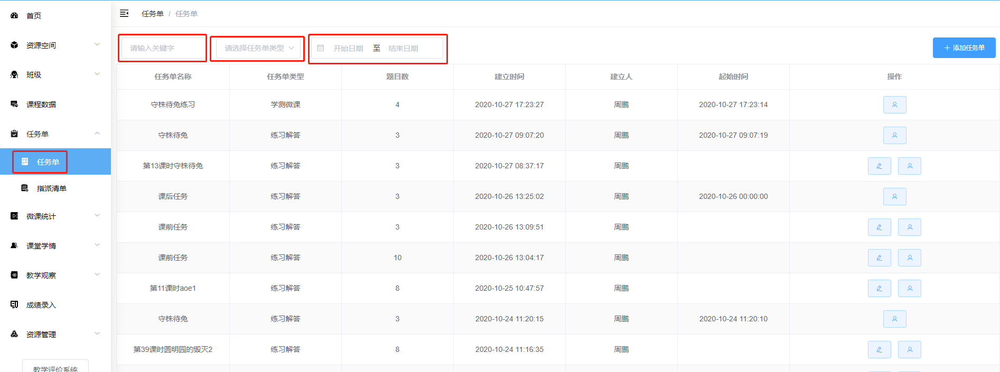 首页
资源空间
班级
课程数据
任务单
任务单
指派清单
微课统计
课堂学情
教学观察
成绩录入
资源管理
教学评价系统
任务单 / 任务单
请输入关键字 请选择任务单类型 开始日期 至 结束日期 + 添加任务单
任务单名称 任务单类型 题目数 建立时间 建立人 起始时间 操作
守株待兔练习 学测微课 4 2020-10-27 17:23:27 周鹏 2020-10-27 17:23:14
守株待兔 练习解答 3 2020-10-27 09:07:20 周鹏 2020-10-27 09:07:19
第13课时守株待兔 练习解答 3 2020-10-27 08:37:17 周鹏
课后任务 练习解答 3 2020-10-26 13:25:02 周鹏 2020-10-26 00:00:00
课前任务 练习解答 3 2020-10-26 13:09:51 周鹏
课前任务 练习解答 10 2020-10-26 13:04:17 周鹏
第11课时aoe1 练习解答 8 2020-10-25 10:47:57 周鹏
守株待兔 练习解答 3 2020-10-24 11:20:15 周鹏 2020-10-24 11:20:10
第39课时圆明园的毁灭2 练习解答 8 2020-10-24 11:16:35 周鹏